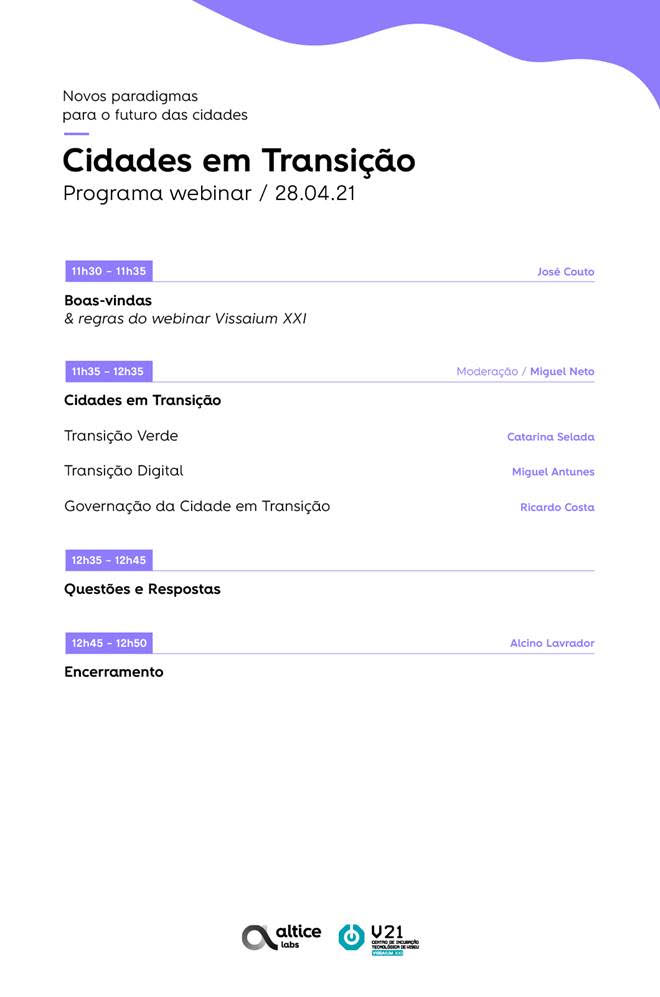 Novos paradigmas
para o futuro das cidades
Cidades em Transição
Programa webinar / 28.04.21
11h30 – 11h35
José Couto
Boas-vindas
& regras do webinar Vissaium XXI
11h35 – 12h35
Moderação / Miguel Neto
Cidades em Transição
Transição Verde
Catarina Selada
Transição Digital
Miguel Antunes
Governação da Cidade em Transição
Ricardo Costa
12h35 – 12h45
Questões e Respostas
12h45 – 12h50
Alcino Lavrador
Encerramento
altice
labs
V21
CENTRO DE INCUBAÇÃO
TECNOLÓGICA DE VISEU
VISSAIUM XXI